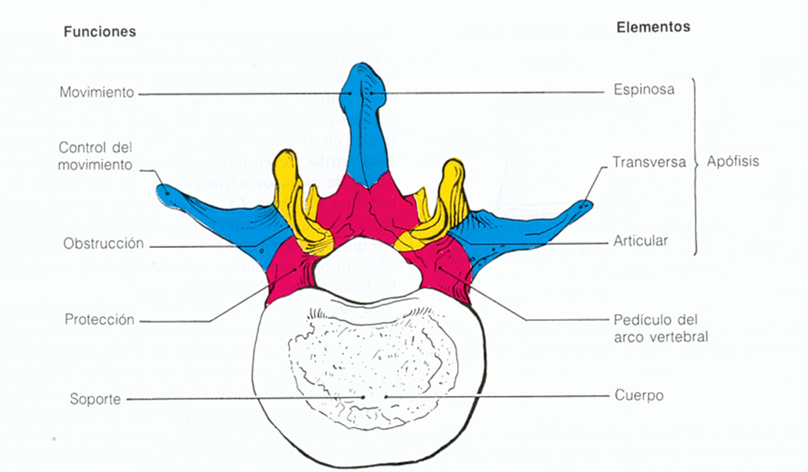 Funciones
Elementos
Movimiento
Espinosa
Control del
movimiento
Transversa
Apófisis
Obstrucción
Articular
Protección
Pedículo del
arco vertebral
Soporte
Cuerpo